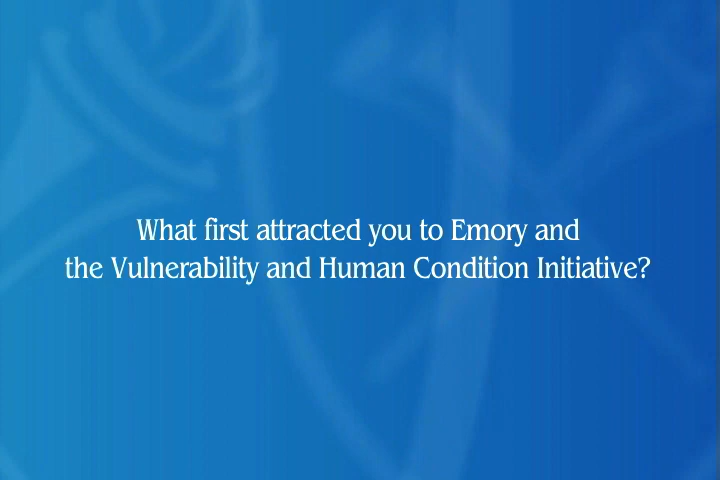 What first attracted you to Emory and
the Vulnerability and Human Condition Initiative?